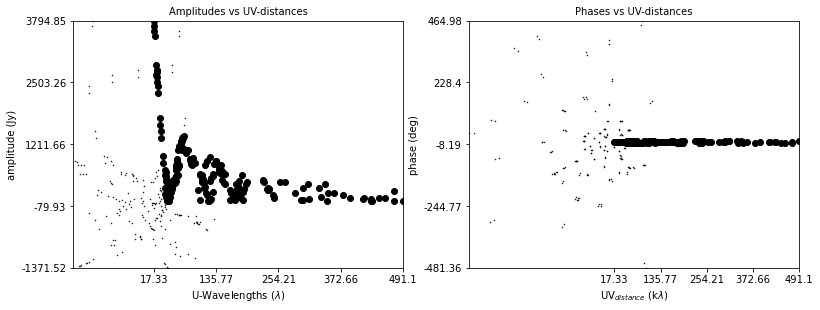 Amplitudes vs UV-distances
3794.85
2503.26
1211.66
-79.93
-1371.52
amplitude (Jy)
17.33 135.77 254.21 372.66 491.1
U-Wavelengths (λ)
Phases vs UV-distances
464.98
228.4
-8.19
-244.77
-481.36
phase (deg)
17.33 135.77 254.21 372.66 491.1
UVdistance (kλ)